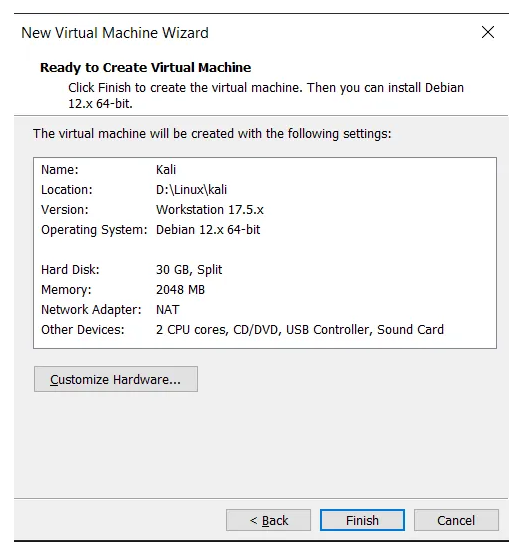 New Virtual Machine Wizard
Ready to Create Virtual Machine
Click Finish to create the virtual machine. Then you can install Debian
12.x 64-bit.
The virtual machine will be created with the following settings:
Name: Kali
Location: D:\Linux\kali
Version: Workstation 17.5.x
Operating System: Debian 12.x 64-bit
Hard Disk: 30 GB, Split
Memory: 2048 MB
Network Adapter: NAT
Other Devices: 2 CPU cores, CD/DVD, USB Controller, Sound Card
Customize Hardware...
< Back Finish Cancel